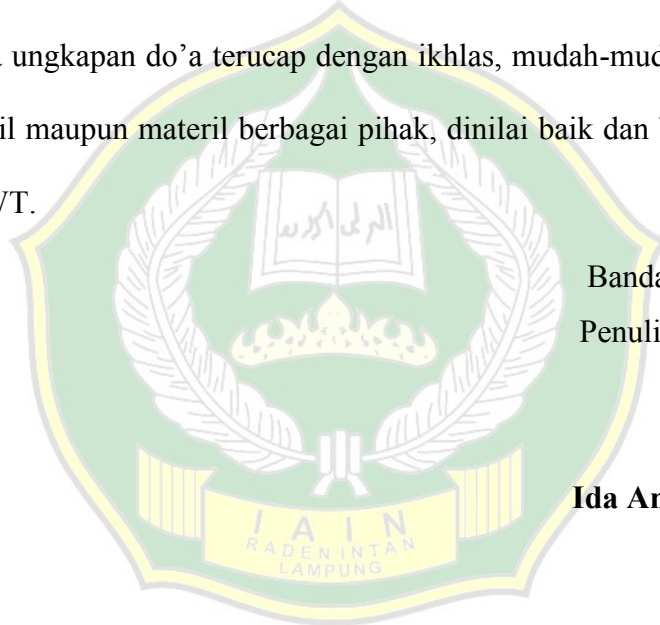 ungkapan do’a terucap dengan ikhlas, mudah-mud
il maupun materil berbagai pihak, dinilai baik dan
VT.
Banda
Penuli
Ida An
I A I N
RADEN INTAN
LAMPUNG